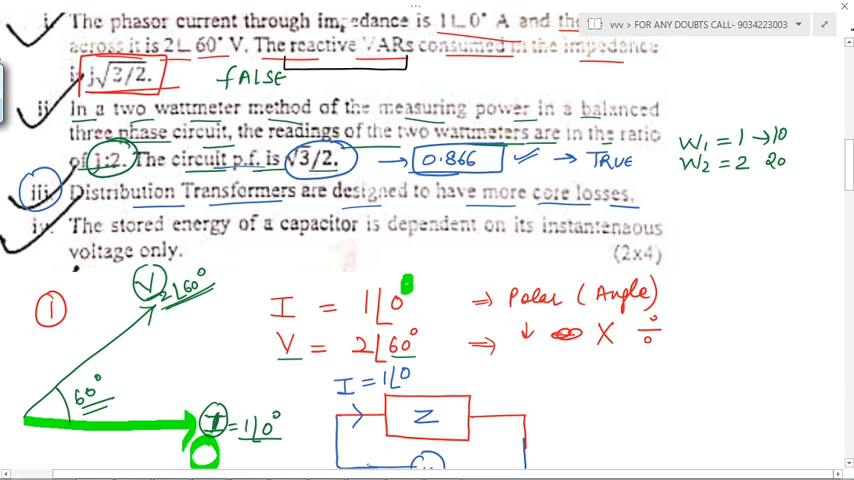 vvv > FOR ANY DOUBTS CALL- 9034223003
i. The phasor current through impedance is 1∟0° A and the
across it is 2∟60° V. The reactive VARs consumed in the impedance
is j√3/2. FALSE
ii. In a two wattmeter method of the measuring power in a balanced
three phase circuit, the readings of the two wattmeters are in the ratio
of 1:2. The circuit p.f. is √3/2. → 0.866 → TRUE
W1 = 1 → 10
W2 = 2 20
iii. Distribution Transformers are designed to have more core losses.
iv. The stored energy of a capacitor is dependent on its instantenaous
voltage only. (2x4)
V 2∟60°
① I = 1∟0° ⇒ Polar (Angle)
V = 2∟60° ⇒ ↓ X ÷
60°
I = 1∟0
I = 1∟0°
Z